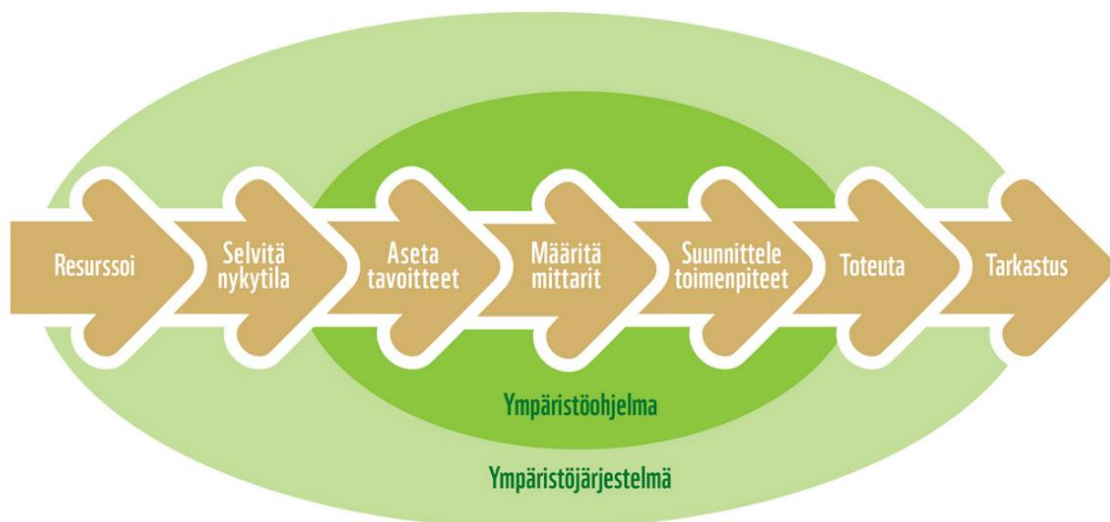 Resurssoi
Selvitä
nykytila
Aseta
tavoitteet
Määritä
mittarit
Suunnittele
toimenpiteet
Toteuta
Tarkastus
Ympäristöohjelma
Ympäristöjärjestelmä